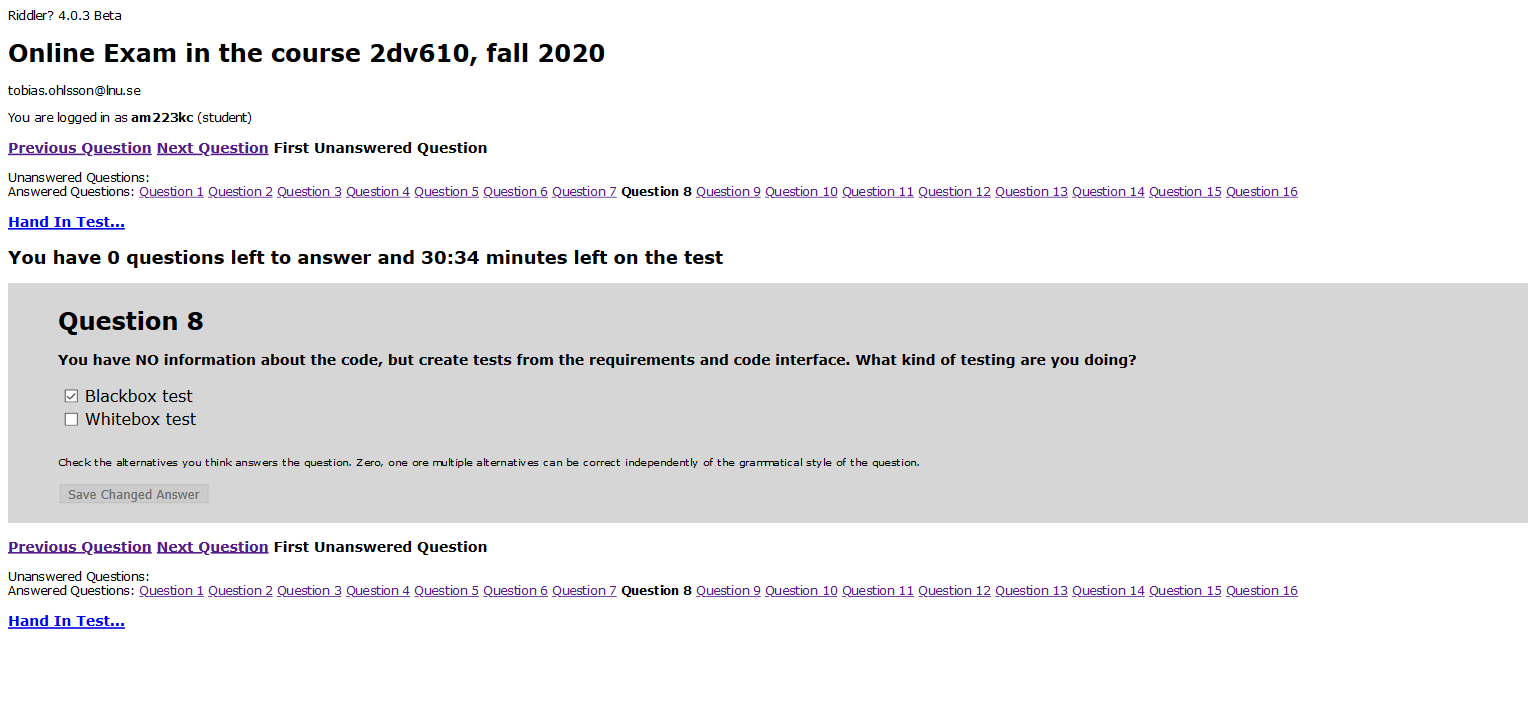 Riddler? 4.0.3 Beta
Online Exam in the course 2dv610, fall 2020
tobias.ohlsson@lnu.se
You are logged in as am223kc (student)
Previous Question Next Question First Unanswered Question
Unanswered Questions:
Answered Questions: Question 1 Question 2 Question 3 Question 4 Question 5 Question 6 Question 7 Question 8 Question 9 Question 10 Question 11 Question 12 Question 13 Question 14 Question 15 Question 16
Hand In Test...
You have 0 questions left to answer and 30:34 minutes left on the test
Question 8
You have NO information about the code, but create tests from the requirements and code interface. What kind of testing are you doing?
Blackbox test
Whitebox test
Check the alternatives you think answers the question. Zero, one ore multiple alternatives can be correct independently of the grammatical style of the question.
Save Changed Answer
Previous Question Next Question First Unanswered Question
Unanswered Questions:
Answered Questions: Question 1 Question 2 Question 3 Question 4 Question 5 Question 6 Question 7 Question 8 Question 9 Question 10 Question 11 Question 12 Question 13 Question 14 Question 15 Question 16
Hand In Test...